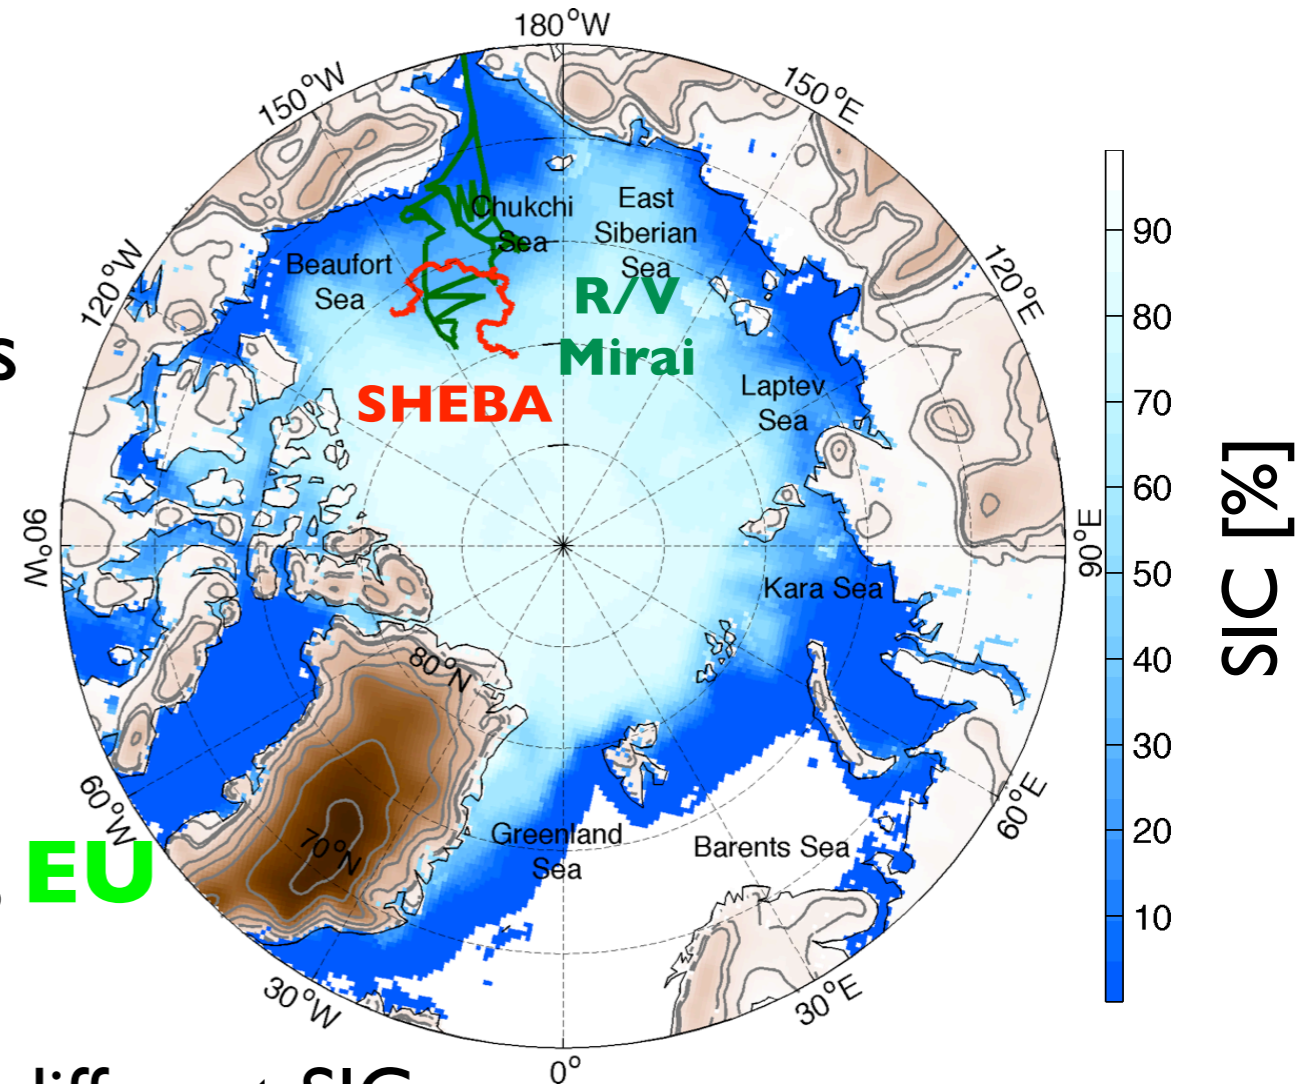 180°W
150°W
150°E
120°W
120°E
Chukchi
Sea
East
Siberian
Sea
Beaufort
Sea
R/V
Mirai
s
SHEBA
Laptev
Sea
90°W
90°E
Kara Sea
80°N
60°W
60°E
EU
70°N
Greenland
Sea
Barents Sea
30°W
30°E
0°
90
80
70
60
50
40
30
20
10
SIC [%]